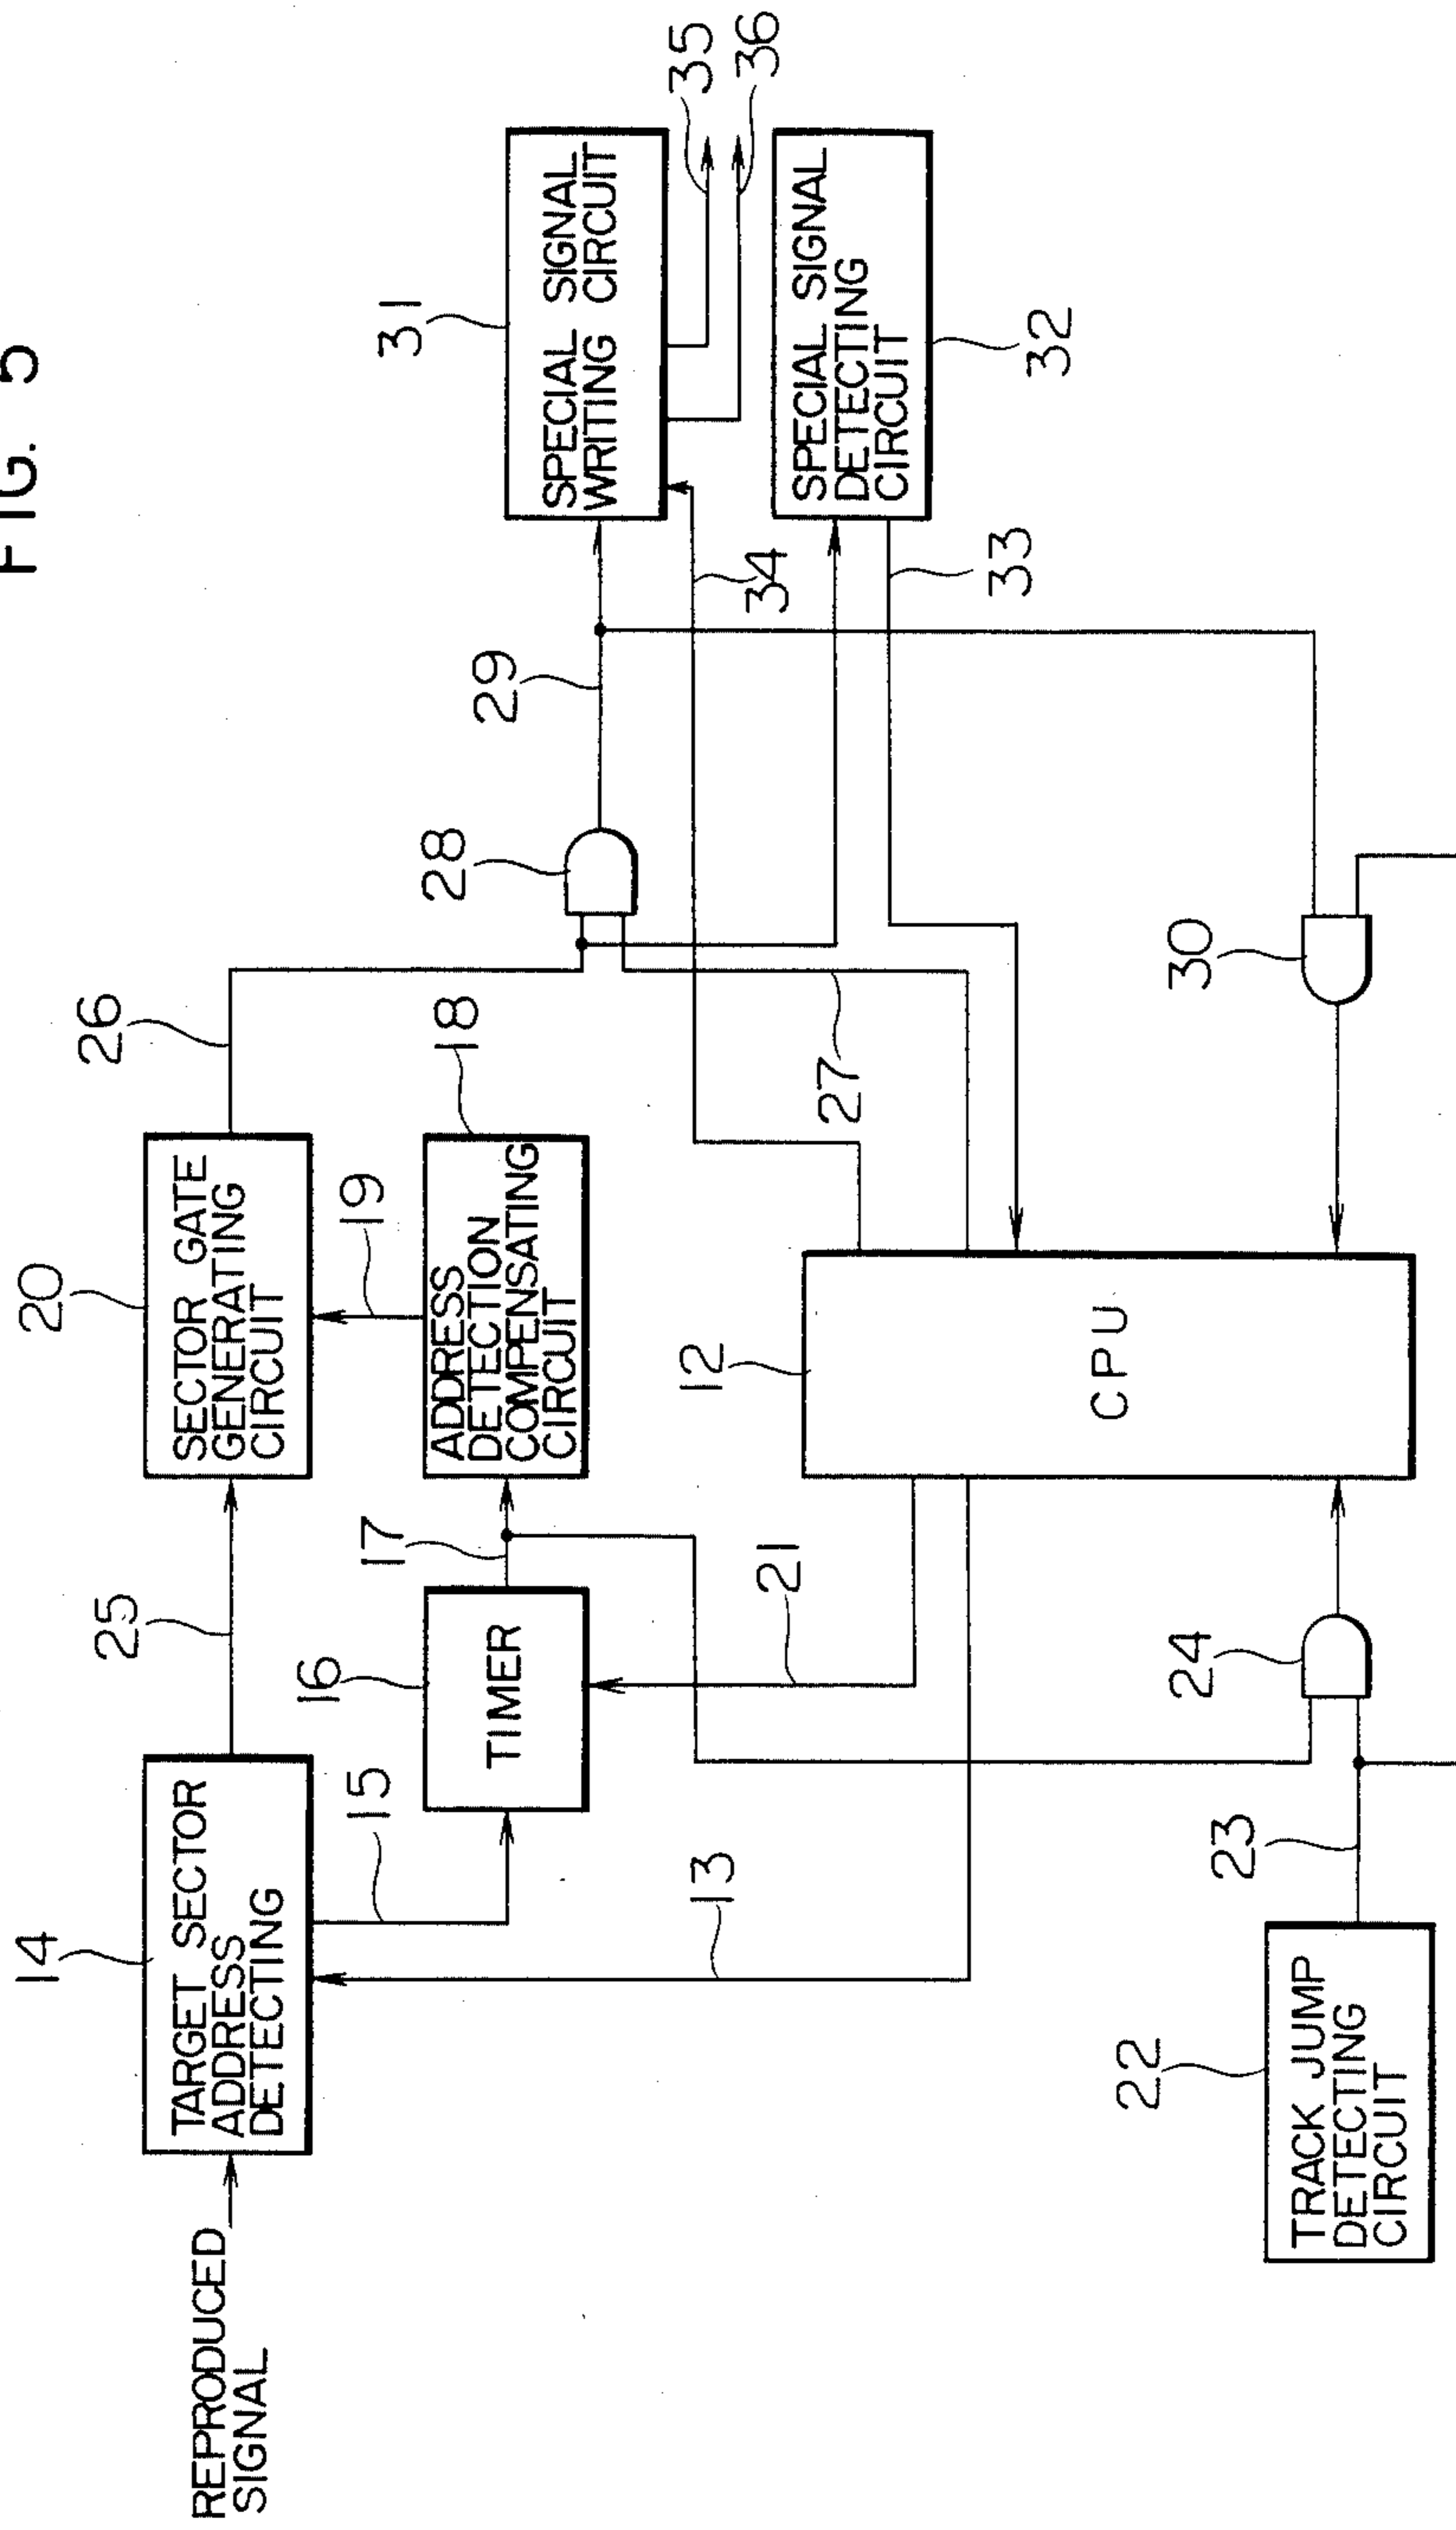 FIG. 5
REPRODUCED
SIGNAL
14
TARGET SECTOR
ADDRESS
DETECTING
25
20
SECTOR GATE
GENERATING
CIRCUIT
26
15
16
TIMER
17
18
ADDRESS
DETECTION
COMPENSATING
CIRCUIT
19
28
29
31
SPECIAL SIGNAL
WRITING CIRCUIT
35
36
13
21
12
CPU
27
34
33
SPECIAL SIGNAL
DETECTING
CIRCUIT
32
22
TRACK JUMP
DETECTING
CIRCUIT
23
24
30